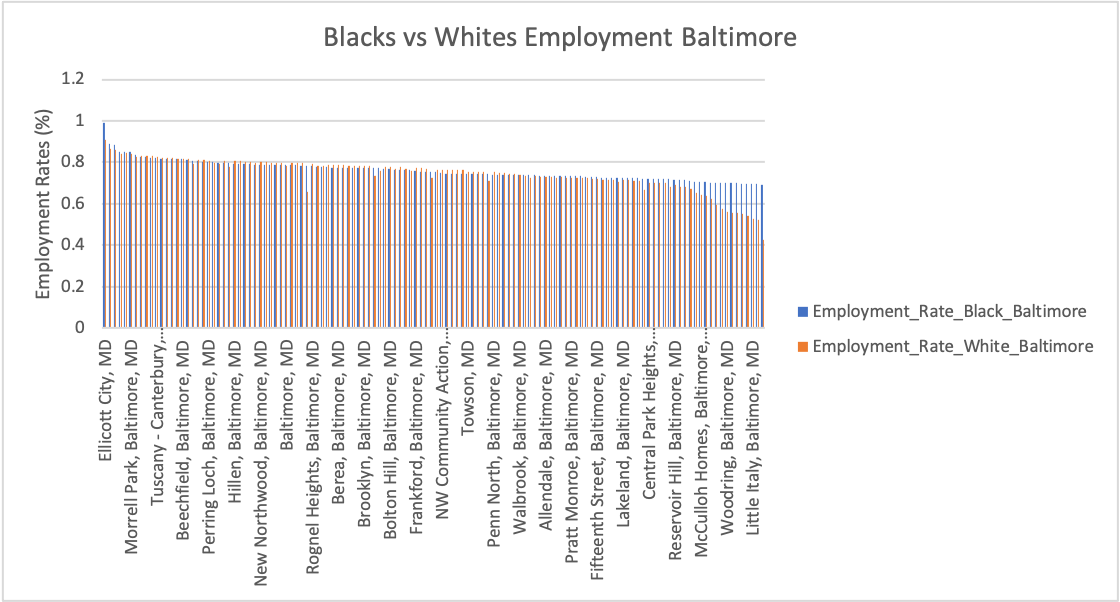 Blacks vs Whites Employment Baltimore
Employment Rates (%)
1.2
1
0.8
0.6
0.4
0.2
0
Ellicott City, MD
Morrell Park, Baltimore, MD
Tuscany - Canterbury,...
Beechfield, Baltimore, MD
Perring Loch, Baltimore, MD
Hillen, Baltimore, MD
New Northwood, Baltimore, MD
Baltimore, MD
Rognel Heights, Baltimore, MD
Berea, Baltimore, MD
Brooklyn, Baltimore, MD
Bolton Hill, Baltimore, MD
Frankford, Baltimore, MD
NW Community Action,...
Towson, MD
Penn North, Baltimore, MD
Walbrook, Baltimore, MD
Allendale, Baltimore, MD
Pratt Monroe, Baltimore, MD
Fifteenth Street, Baltimore, MD
Lakeland, Baltimore, MD
Central Park Heights,...
Reservoir Hill, Baltimore, MD
McCulloh Homes, Baltimore,...
Woodring, Baltimore, MD
Little Italy, Baltimore, MD
Employment_Rate_Black_Baltimore
Employment_Rate_White_Baltimore